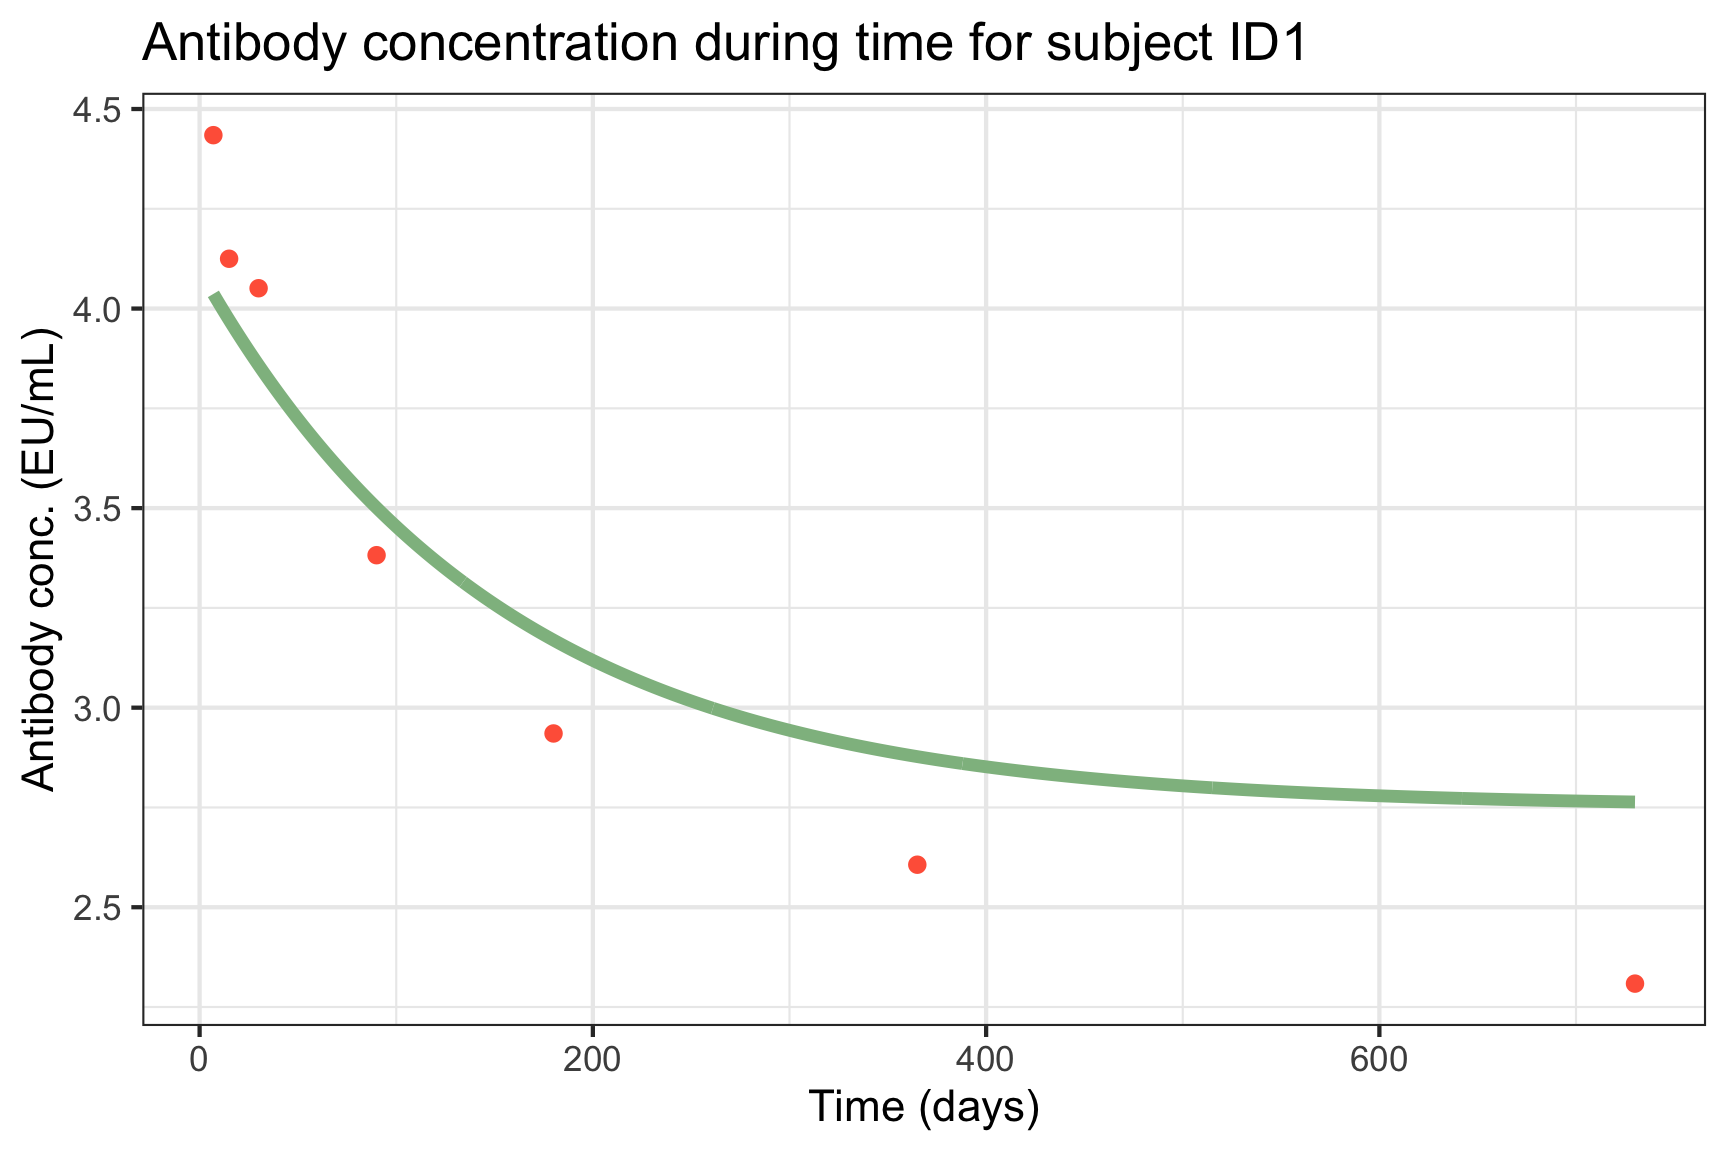 Antibody concentration during time for subject ID1
4.5
4.0
3.5
3.0
2.5
Antibody conc. (EU/mL)
0 200 400 600
Time (days)